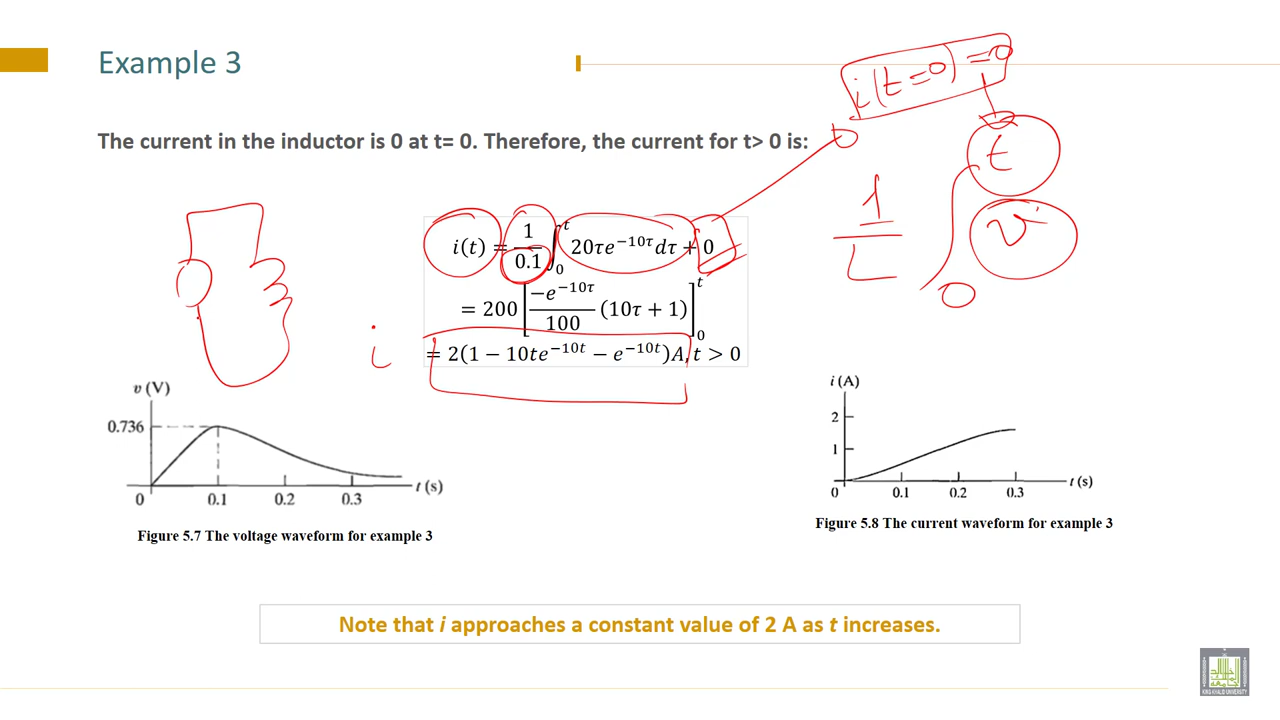 Example 3
i(t=0) = 0
The current in the inductor is 0 at t= 0. Therefore, the current for t> 0 is:
i(t) = 1/0.1 ∫₀ᵗ 20τe^{−10τ}dτ + 0
1/L ∫₀ᵗ v
= 200 [−e^{−10τ}/100 (10τ + 1)]₀ᵗ
i
= 2(1 − 10te^{−10t} − e^{−10t})A, t > 0
v (V)
0.736
0 0.1 0.2 0.3 t (s)
Figure 5.7 The voltage waveform for example 3
i (A)
2
1
0 0.1 0.2 0.3 t (s)
Figure 5.8 The current waveform for example 3
Note that i approaches a constant value of 2 A as t increases.
KING KHALID UNIVERSITY